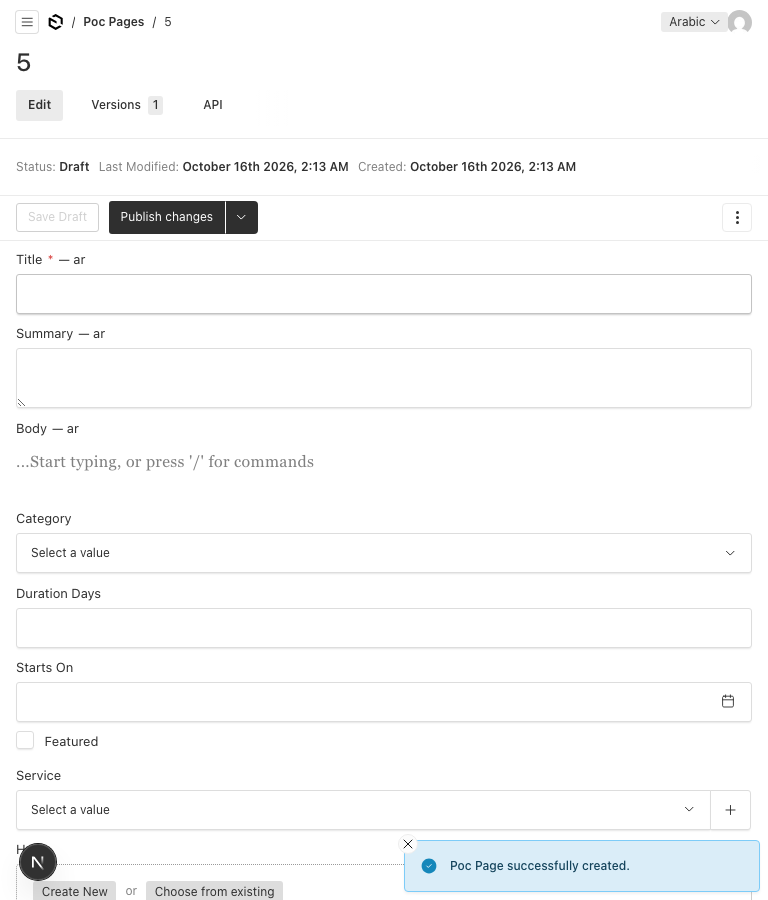 / Poc Pages / 5
Arabic
5
Edit
Versions 1
API
Status: Draft Last Modified: October 16th 2026, 2:13 AM Created: October 16th 2026, 2:13 AM
Save Draft
Publish changes
Title * — ar
Summary — ar
Body — ar
...Start typing, or press '/' for commands
Category
Select a value
Duration Days
Starts On
Featured
Service
Select a value
N
Poc Page successfully created.
Create New or Choose from existing